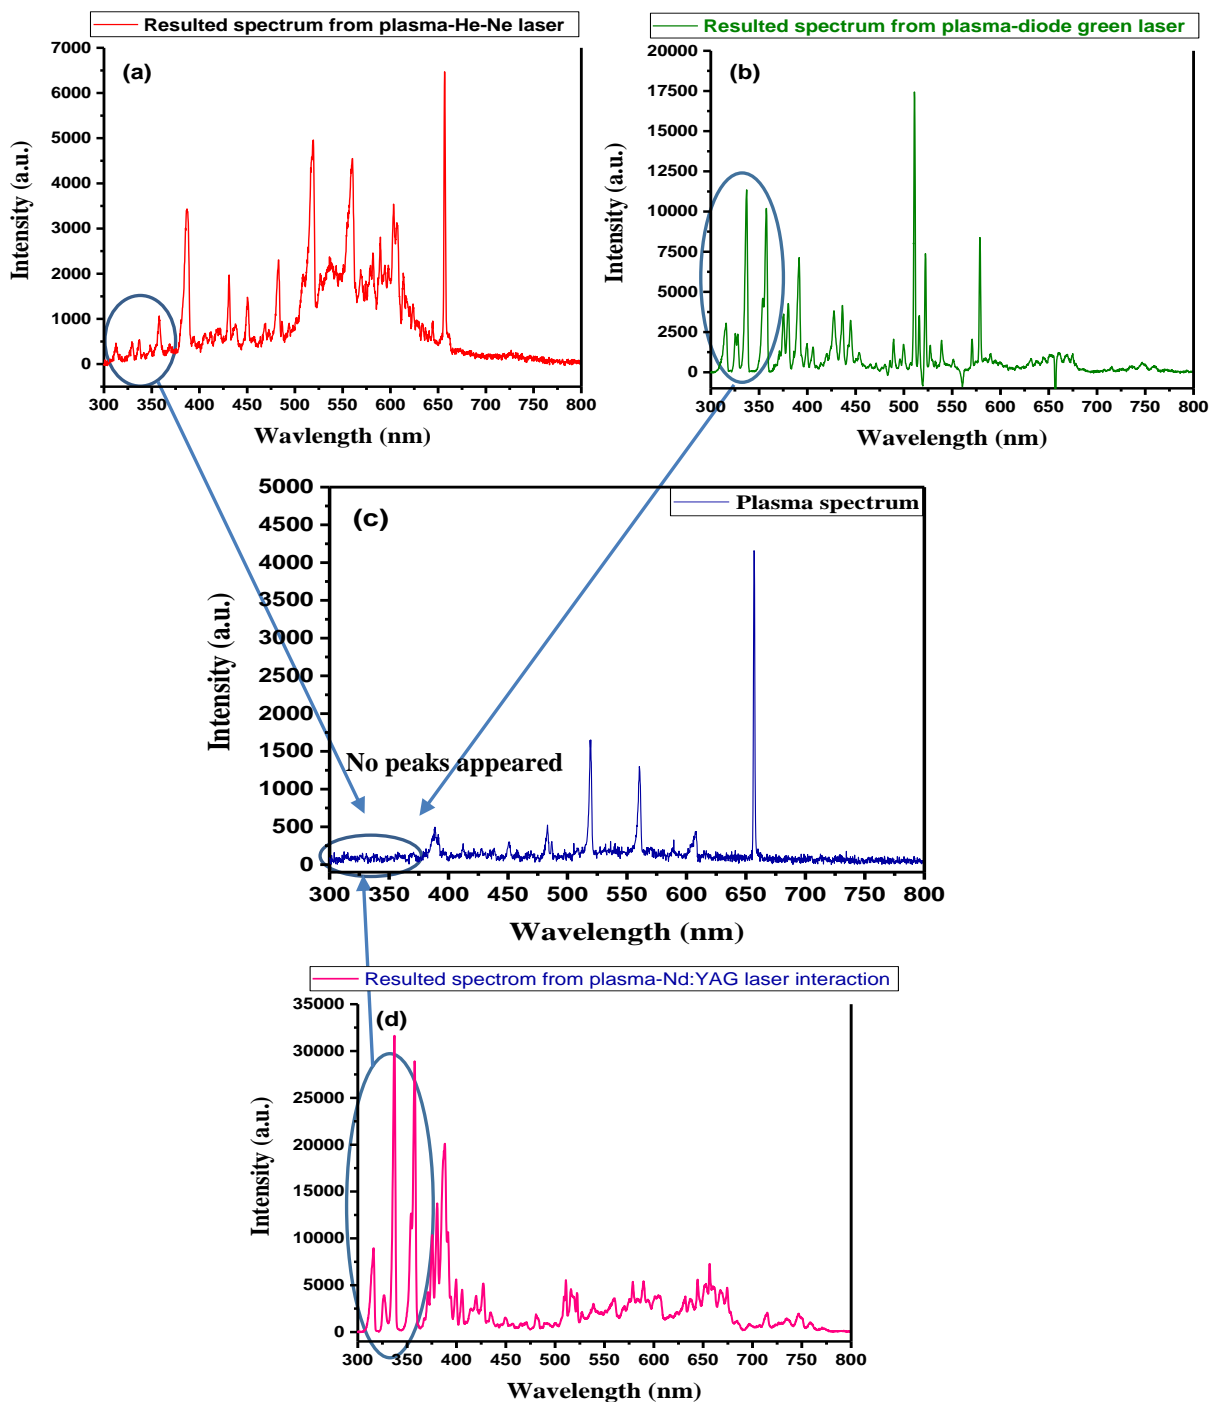 Resulted spectrum from plasma-He-Ne laser
(a)
7000
6000
5000
4000
3000
2000
1000
0
Intensity (a.u.)
300 350 400 450 500 550 600 650 700 750 800
Wavlength (nm)
Resulted spectrum from plasma-diode green laser
(b)
20000
17500
15000
12500
10000
7500
5000
2500
0
Intensity (a.u.)
300 350 400 450 500 550 600 650 700 750 800
Wavelength (nm)
Plasma spectrum
(c)
5000
4500
4000
3500
3000
2500
2000
1500
1000
500
0
Intensity (a.u.)
No peaks appeared
300 350 400 450 500 550 600 650 700 750 800
Wavelength (nm)
Resulted spectrom from plasma-Nd:YAG laser interaction
(d)
35000
30000
25000
20000
15000
10000
5000
0
Intensity (a.u.)
300 350 400 450 500 550 600 650 700 750 800
Wavelength (nm)